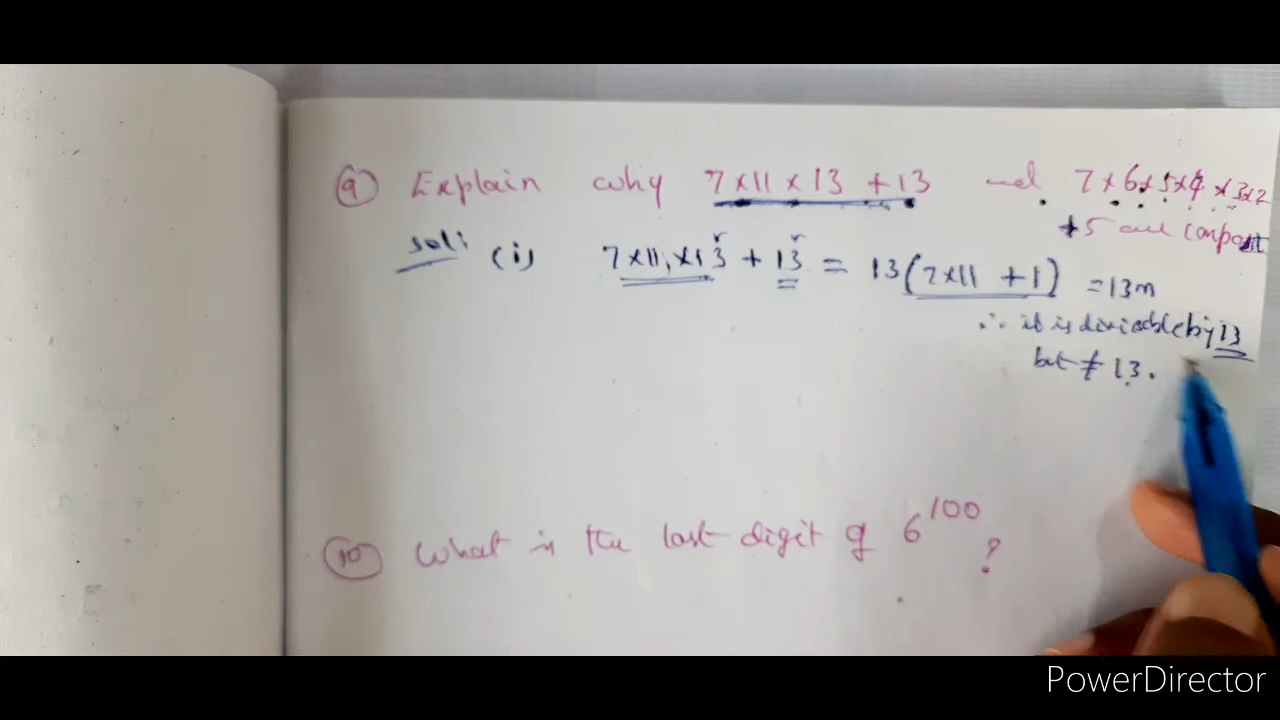 (9) Explain why 7×11×13+13 and 7×6×5×4×3×2
+5 are composit
sol: (i) 7×11×13 + 13 = 13(7×11+1) = 13m
∴ it is divisable by 13
but ≠ 13.
(10) What is the last digit of 6^100?
PowerDirector